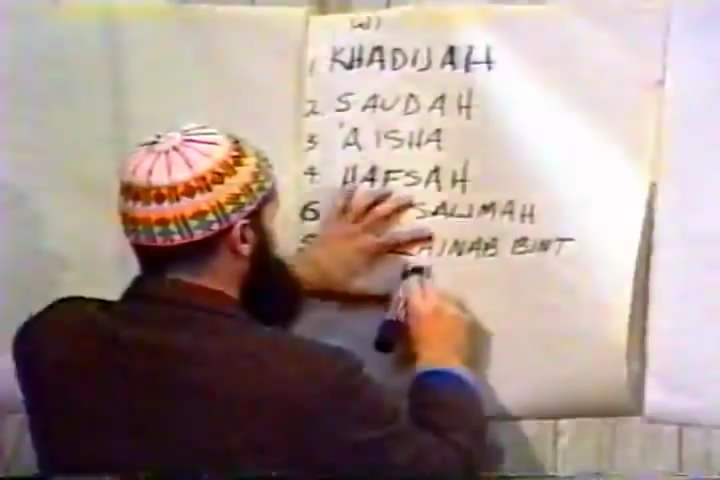 WI
1 KHADIJAH
2 SAUDAH
3 'AISHA
4 HAFSAH
6 SALIMAH
5 AINAB BINT